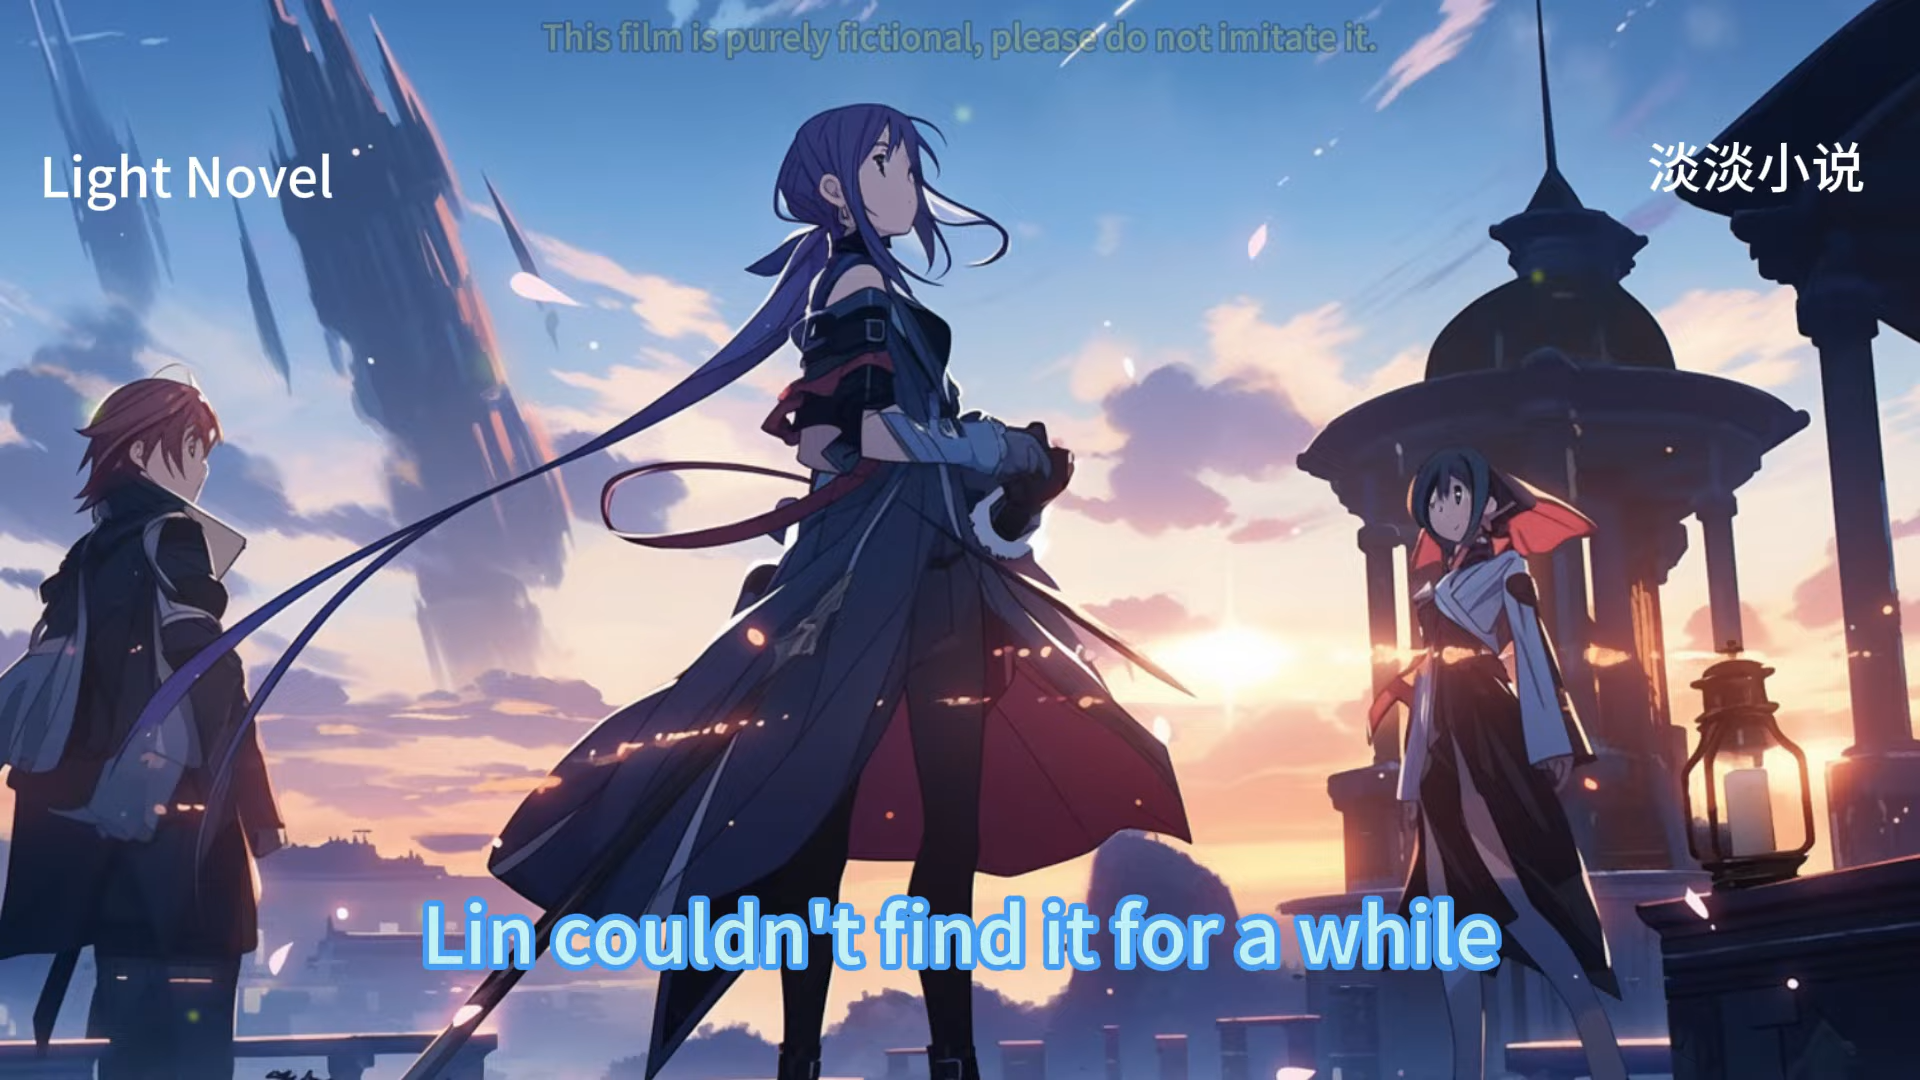 This film is purely fictional, please do not imitate it.
Light Novel
淡淡小说
Lin couldn't find it for a while